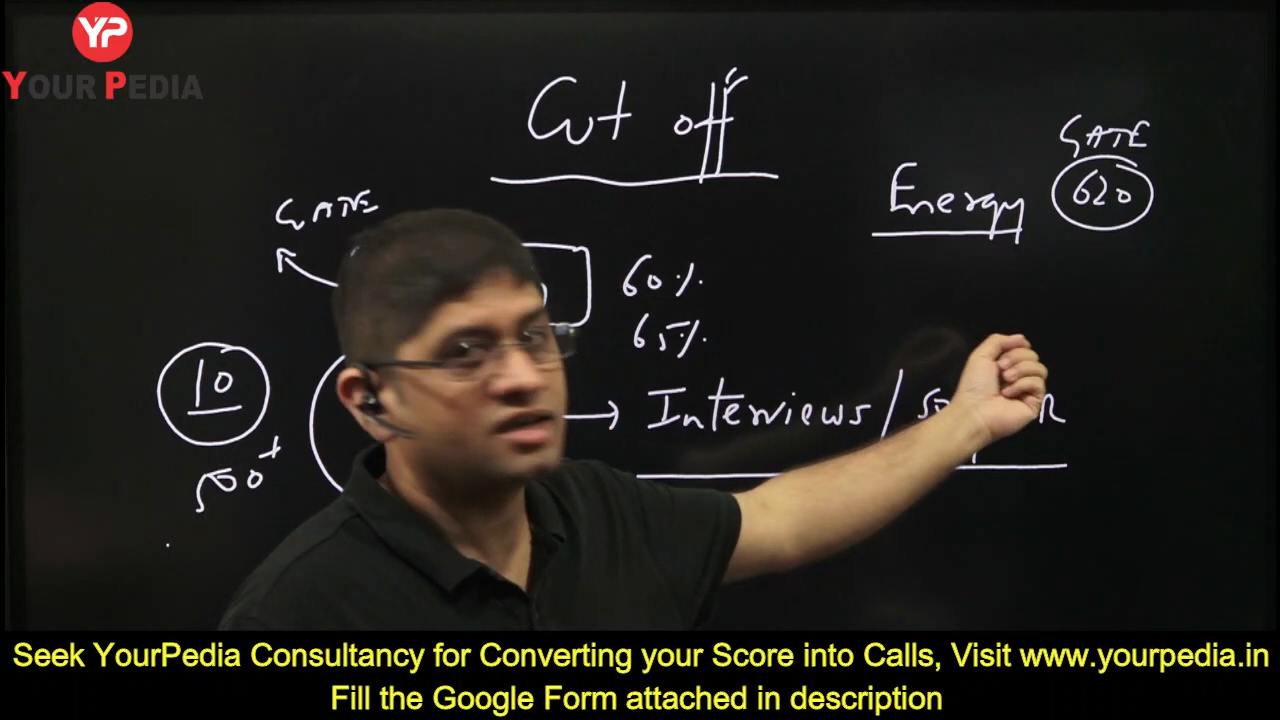 YP
YOUR PEDIA
Cut off
GATE
620
Energy
GATE
60%
65%
10
500+
Interviews /
Seek YourPedia Consultancy for Converting your Score into Calls, Visit www.yourpedia.in
Fill the Google Form attached in description